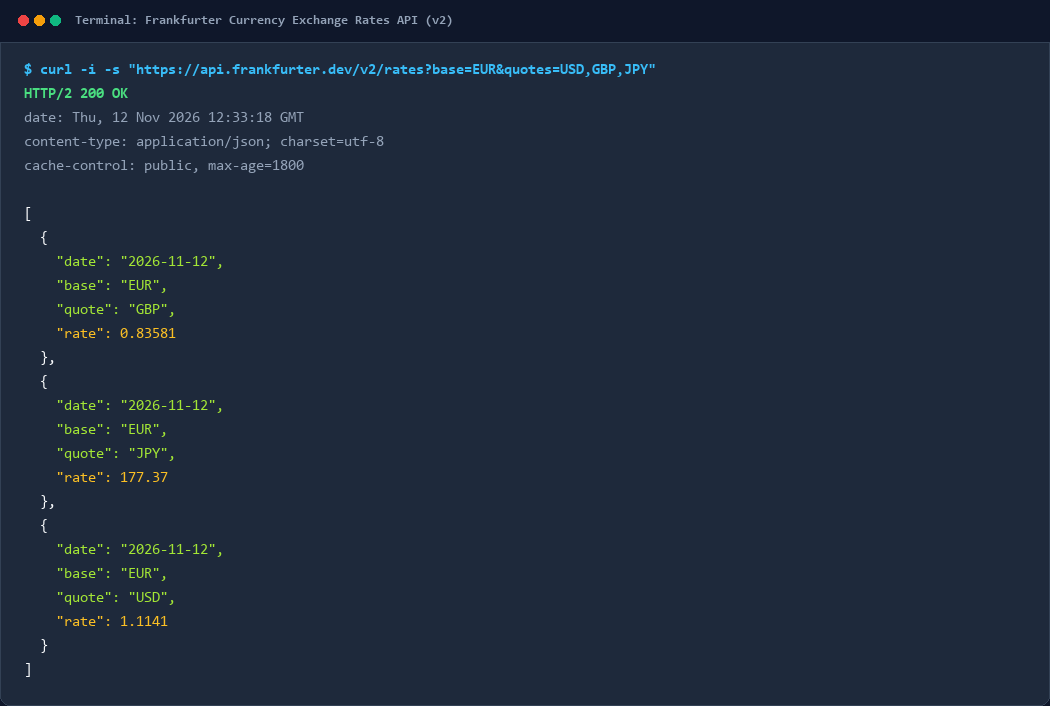 Terminal: Frankfurter Currency Exchange Rates API (v2)
$ curl -i -s "https://api.frankfurter.dev/v2/rates?base=EUR&quotes=USD,GBP,JPY"
HTTP/2 200 OK
date: Thu, 12 Nov 2026 12:33:18 GMT
content-type: application/json; charset=utf-8
cache-control: public, max-age=1800
[
{
"date": "2026-11-12",
"base": "EUR",
"quote": "GBP",
"rate": 0.83581
},
{
"date": "2026-11-12",
"base": "EUR",
"quote": "JPY",
"rate": 177.37
},
{
"date": "2026-11-12",
"base": "EUR",
"quote": "USD",
"rate": 1.1141
}
]